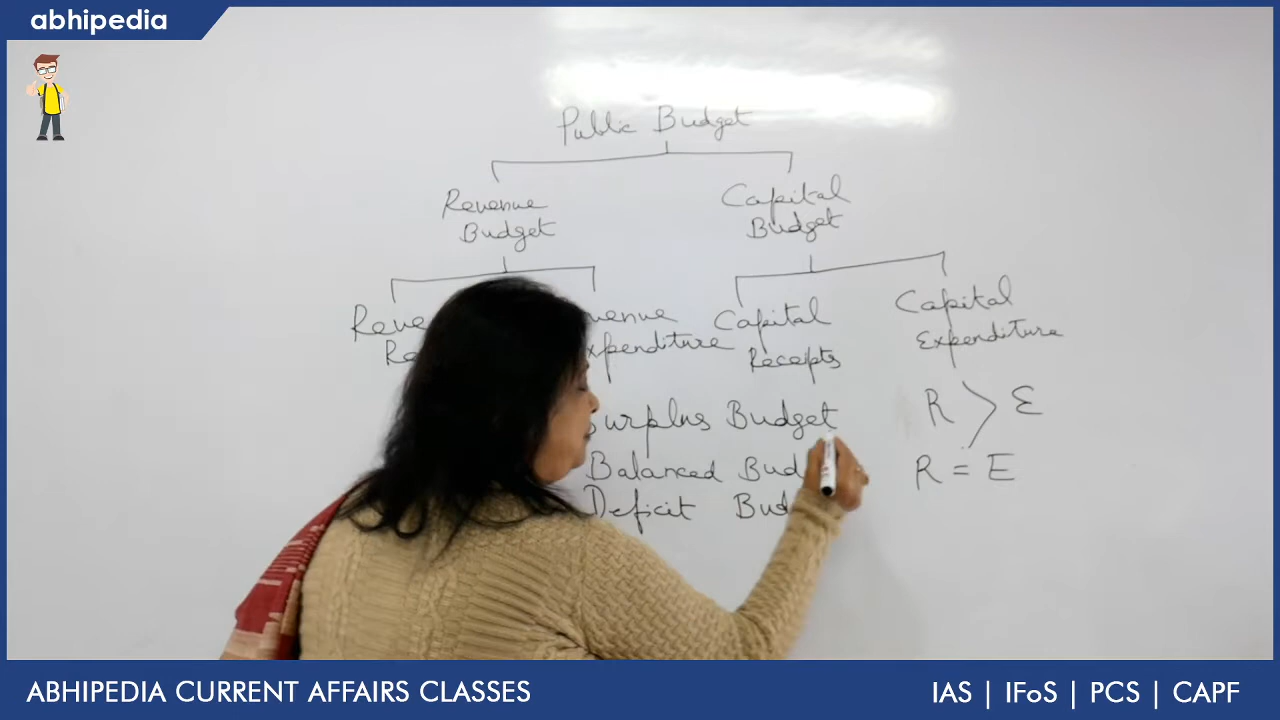 abhipedia
Public Budget
Revenue
Budget
Capital
Budget
Capital
Receipts
Capital
Expenditure
Surplus Budget
R > E
Balanced
R = E
Deficit
ABHIPEDIA CURRENT AFFAIRS CLASSES
IAS | IFoS | PCS | CAPF